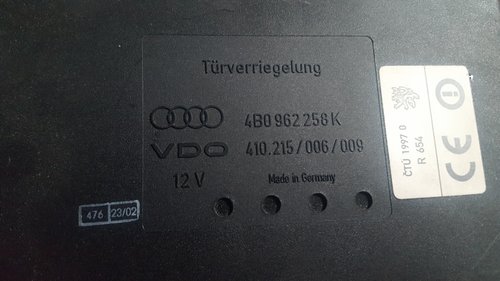 Türverriegelung
4B0 962 258 K
VDO 410.215/006/009
12 V Made in Germany
476 23/02
ČTÚ 1997 0
R 654
CE